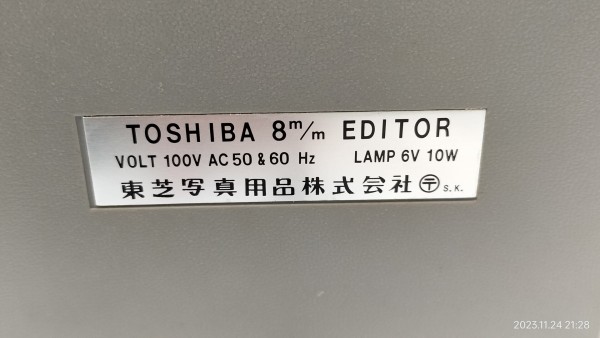 TOSHIBA 8m/m EDITOR
VOLT 100V AC 50 & 60 Hz LAMP 6V 10W
東芝写真用品株式会社 〶 S.K.
2023.11.24 21:28